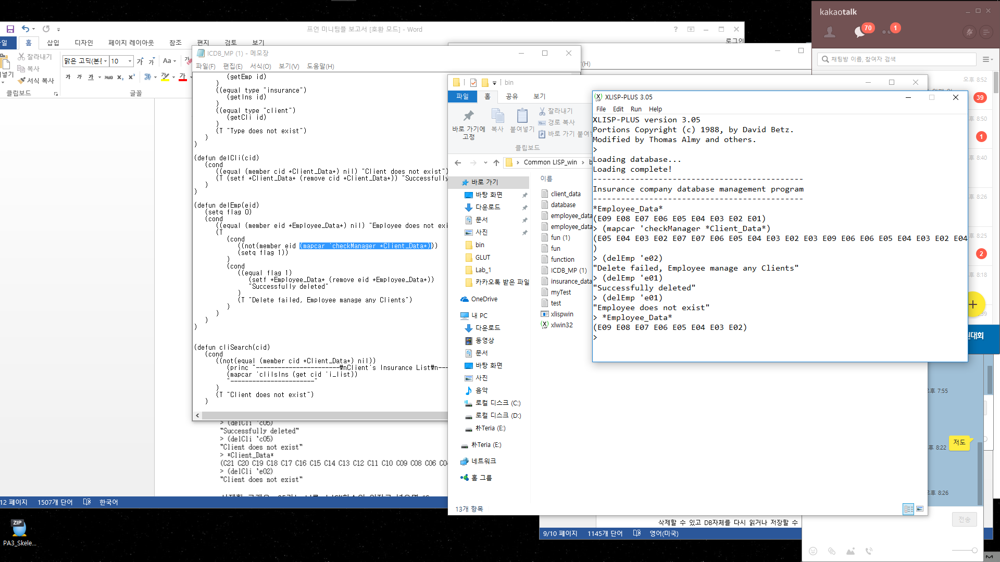 프언 미니팀플 보고서 [호환 모드] - Word
홈 삽입 디자인 페이지 레이아웃 참조 편지 검토 보기
로그인
잘라내기
복사
서식 복사
클립보드
맑은 고딕(본문 10
글꼴
ICDB_MP (1) - 메모장
파일(F) 편집(E) 서식(O) 보기(V) 도움말(H)
(getEmp id)
)
((equal type "insurance")
(getIns id)
)
((equal type "client")
(getCli id)
)
(T "Type does not exist")
)
)
(defun delCli(cid)
(cond
((equal (member cid *Client_Data*) nil) "Client does not exist")
(T (setf *Client_Data* (remove cid *Client_Data*)) "Successfully
)
)
(defun delEmp(eid)
(setq flag 0)
(cond
((equal (member eid *Employee_Data*) nil) "Employee does not exi
(T
(cond
((not(member eid (mapcar 'checkManager *Client_Data*)))
(setq flag 1))
)
(cond
((equal flag 1)
(setf *Employee_Data* (remove eid *Employee_Data*))
"Successfully deleted"
)
(T "Delete failed, Employee manage any Clients")
)
)
)
)
(defun cliSearch(cid)
(cond
((not(equal (member cid *Client_Data*) nil))
(princ "-----------------------₩nClient's Insurance List₩n---
(mapcar 'cliIsIns (get cid 'i_list))
"-----------------------"
)
(T "Client does not exist")
)
> (delCli 'c05)
"Successfully deleted"
> (delCli 'c05)
"Client does not exist"
> *Client_Data*
(C21 C20 C19 C18 C17 C16 C15 C14 C13 C12 C11 C10 C09 C08 C06 C04
> (delCli 'e02)
"Client does not exist"
12 페이지 1507개 단어 한국어
PA3_Skele...
(H)
bin
파일 홈 공유 보기
바로 가기에 고정
복사
붙여넣기
잘라내기
경로 복사
바로 가기 붙여넣
클립보드
Common LISP_win
이름
바로 가기
바탕 화면
다운로드
문서
사진
bin
GLUT
Lab_1
카카오톡 받은 파일
OneDrive
내 PC
다운로드
동영상
문서
바탕 화면
사진
음악
로컬 디스크 (C:)
로컬 디스크 (D:)
朴Teria (E:)
朴Teria (E:)
네트워크
홈 그룹
client_data
database
employee_data
employee_data
fun (1)
fun
function
ICDB_MP (1)
insurance_data
myTest
test
xlispwin
xlwin32
13개 항목
XLISP-PLUS 3.05
File Edit Run Help
XLISP-PLUS version 3.05
Portions Copyright (c) 1988, by David Betz.
Modified by Thomas Almy and others.
>
Loading database...
Loading complete!
---------------------------------------------
Insurance company database management program
---------------------------------------------
*Employee_Data*
(E09 E08 E07 E06 E05 E04 E03 E02 E01)
> (mapcar 'checkManager *Client_Data*)
(E05 E04 E03 E02 E07 E07 E06 E05 E04 E03 E02 E03 E09 E06 E06 E05 E04 E03 E02 E04
)
> (delEmp 'e02)
"Delete failed, Employee manage any Clients"
> (delEmp 'e01)
"Successfully deleted"
> (delEmp 'e01)
"Employee does not exist"
> *Employee_Data*
(E09 E08 E07 E06 E05 E04 E03 E02)
>
삭제할 수 있고 DB자체를 다시 읽거나 저장할 수
9/10 페이지 1145개 단어 영어(미국)
kakaotalk
70
1
채팅방 이름, 참여자 검색
오후 8:52
39
8:50
1
8:40
8:26
8:25
2
8:18
7:55
8:22
저도
오후 8:26
전송